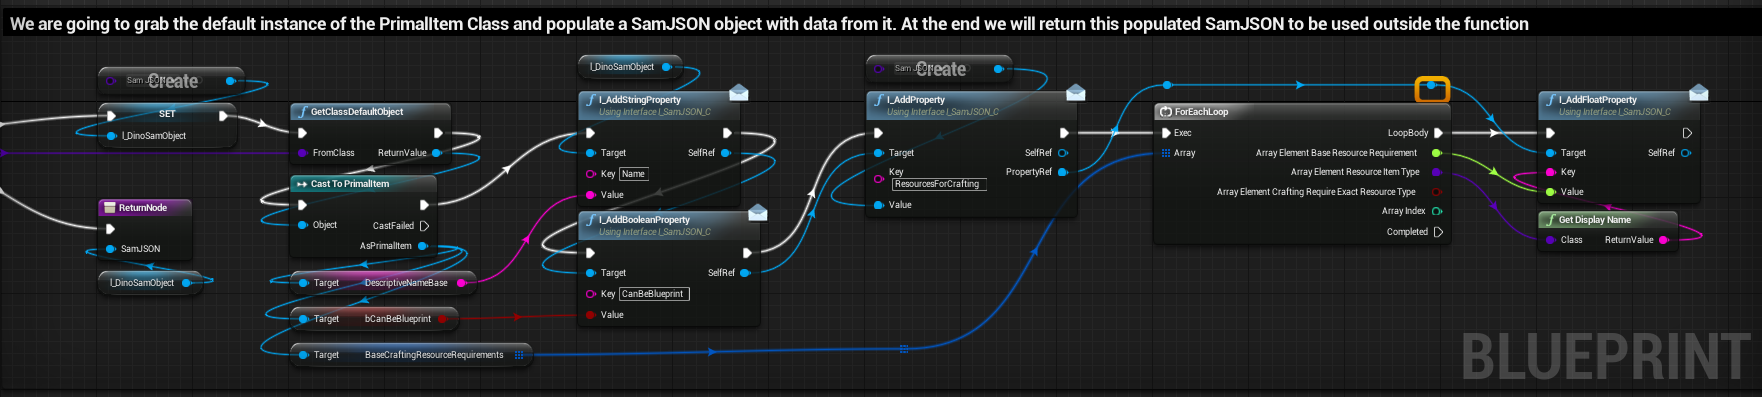 We are going to grab the default instance of the PrimalItem Class and populate a SamJSON object with data from it. At the end we will return this populated SamJSON to be used outside the function
Create
SET
I_DinoSamObject
ReturnNode
SamJSON
I_DinoSamObject
GetClassDefaultObject
FromClass ReturnValue
Cast To PrimalItem
Object CastFailed
AsPrimalItem
Target DescriptiveNameBase
Target bCanBeBlueprint
Target BaseCraftingResourceRequirements
I_DinoSamObject
I_AddStringProperty
Using Interface I_SamJSON_C
Target SelfRef
Key Name
Value
I_AddBooleanProperty
Using Interface I_SamJSON_C
Target SelfRef
Key CanBeBlueprint
Value
Create
I_AddProperty
Using Interface I_SamJSON_C
Target SelfRef
Key PropertyRef
ResourcesForCrafting
Value
ForEachLoop
Exec LoopBody
Array Array Element Base Resource Requirement
Array Element Resource Item Type
Array Element Crafting Require Exact Resource Type
Array Index
Completed
I_AddFloatProperty
Using Interface I_SamJSON_C
Target SelfRef
Key
Value
Get Display Name
Class ReturnValue
BLUEPRINT